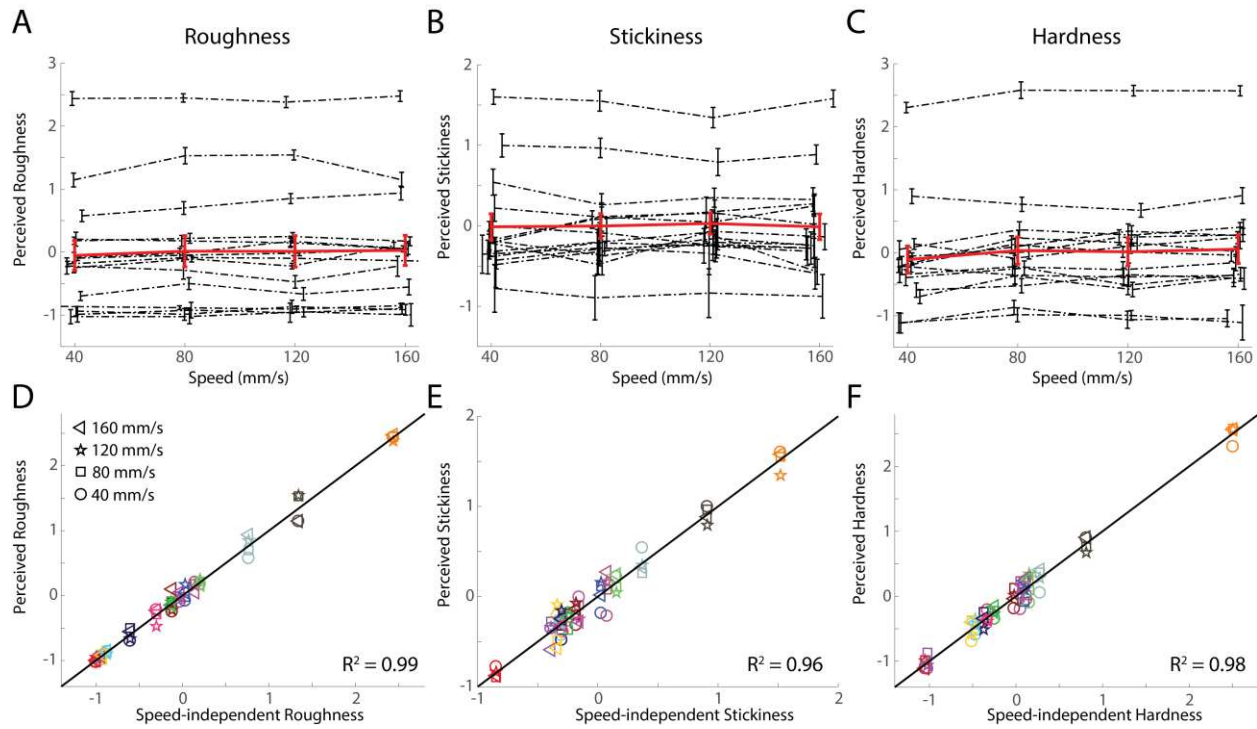 A
Roughness
Perceived Roughness
3
2
1
0
-1
40
80
120
160
Speed (mm/s)
B
Stickiness
Perceived Stickiness
2
1
0
-1
40
80
120
160
Speed (mm/s)
C
Hardness
Perceived Hardness
3
2
1
0
-1
40
80
120
160
Speed (mm/s)
D
160 mm/s
120 mm/s
80 mm/s
40 mm/s
Perceived Roughness
2
1
0
-1
-1
0
1
2
R² = 0.99
Speed-independent Roughness
E
Perceived Stickiness
2
1
0
-1
-1
0
1
2
R² = 0.96
Speed-independent Stickiness
F
Perceived Hardness
2
1
0
-1
-1
0
1
2
R² = 0.98
Speed-independent Hardness